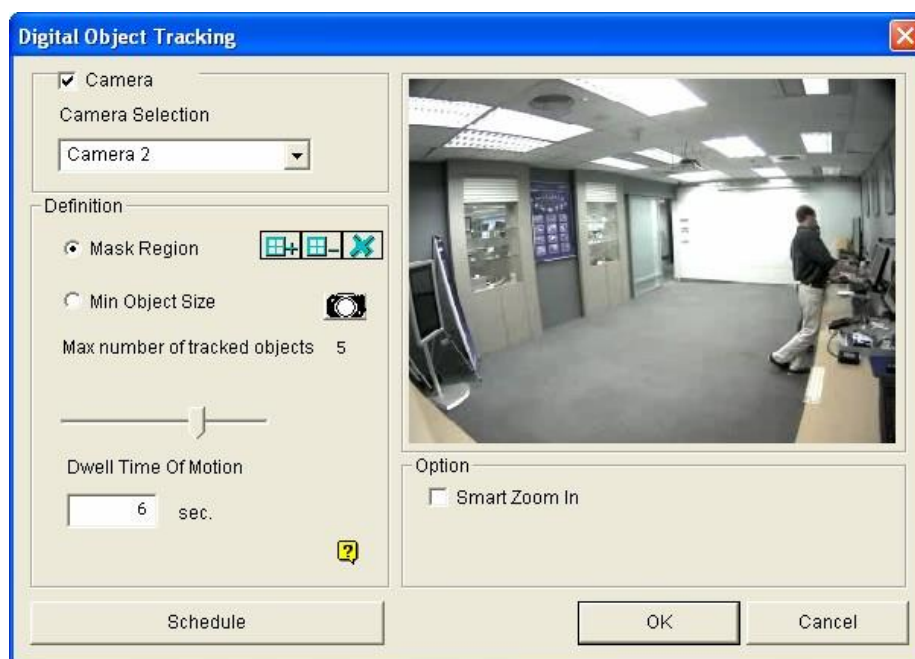 Digital Object Tracking
Camera
Camera Selection
Camera 2
Definition
Mask Region
Min Object Size
Max number of tracked objects 5
Dwell Time Of Motion
6 sec.
?
Option
Smart Zoom In
Schedule
OK
Cancel